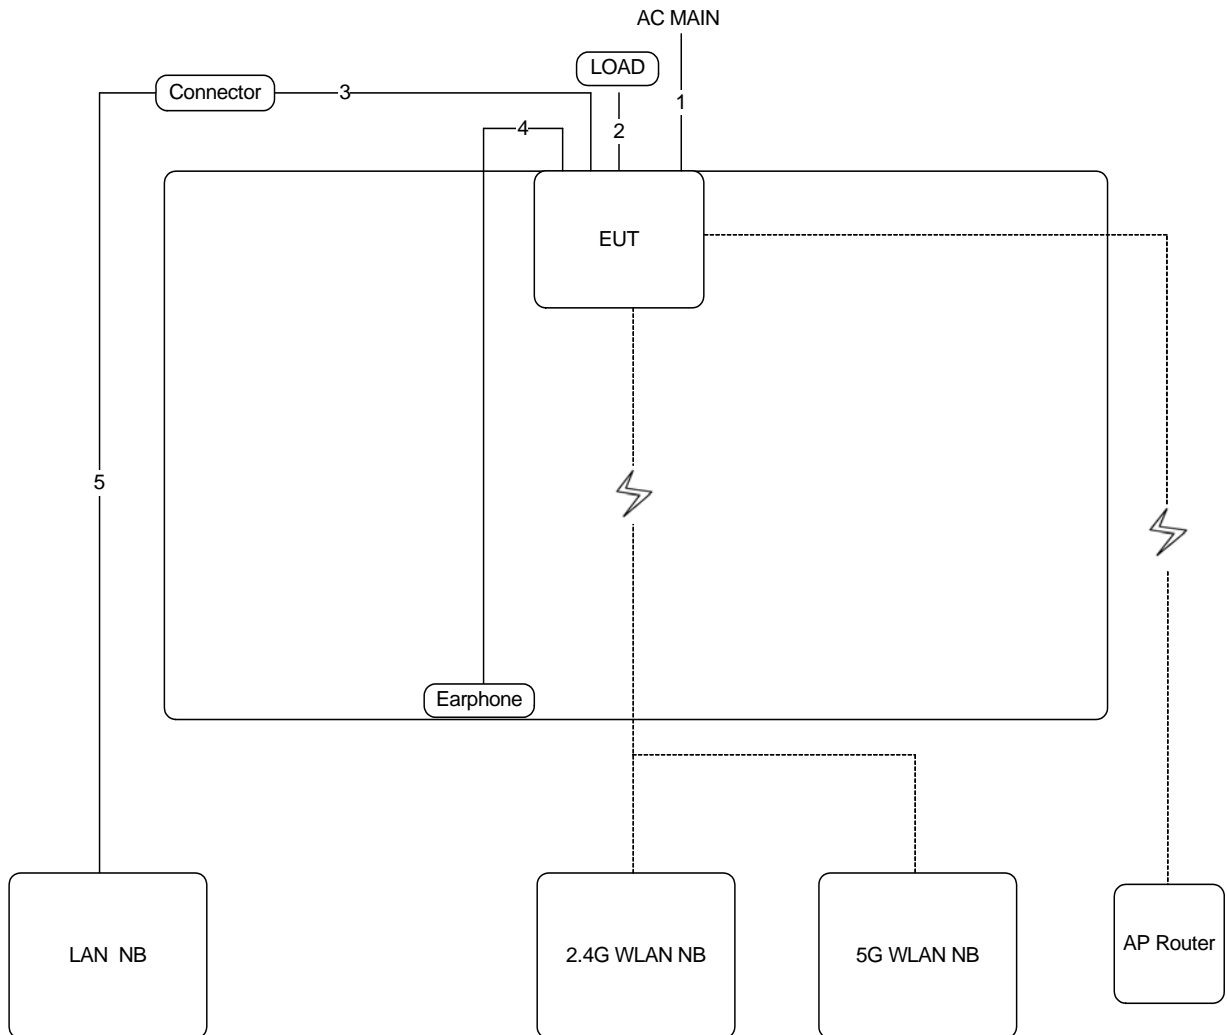 AC MAIN
LOAD
Connector
3
1
4
2
EUT
5
Earphone
LAN NB
2.4G WLAN NB
5G WLAN NB
AP Router